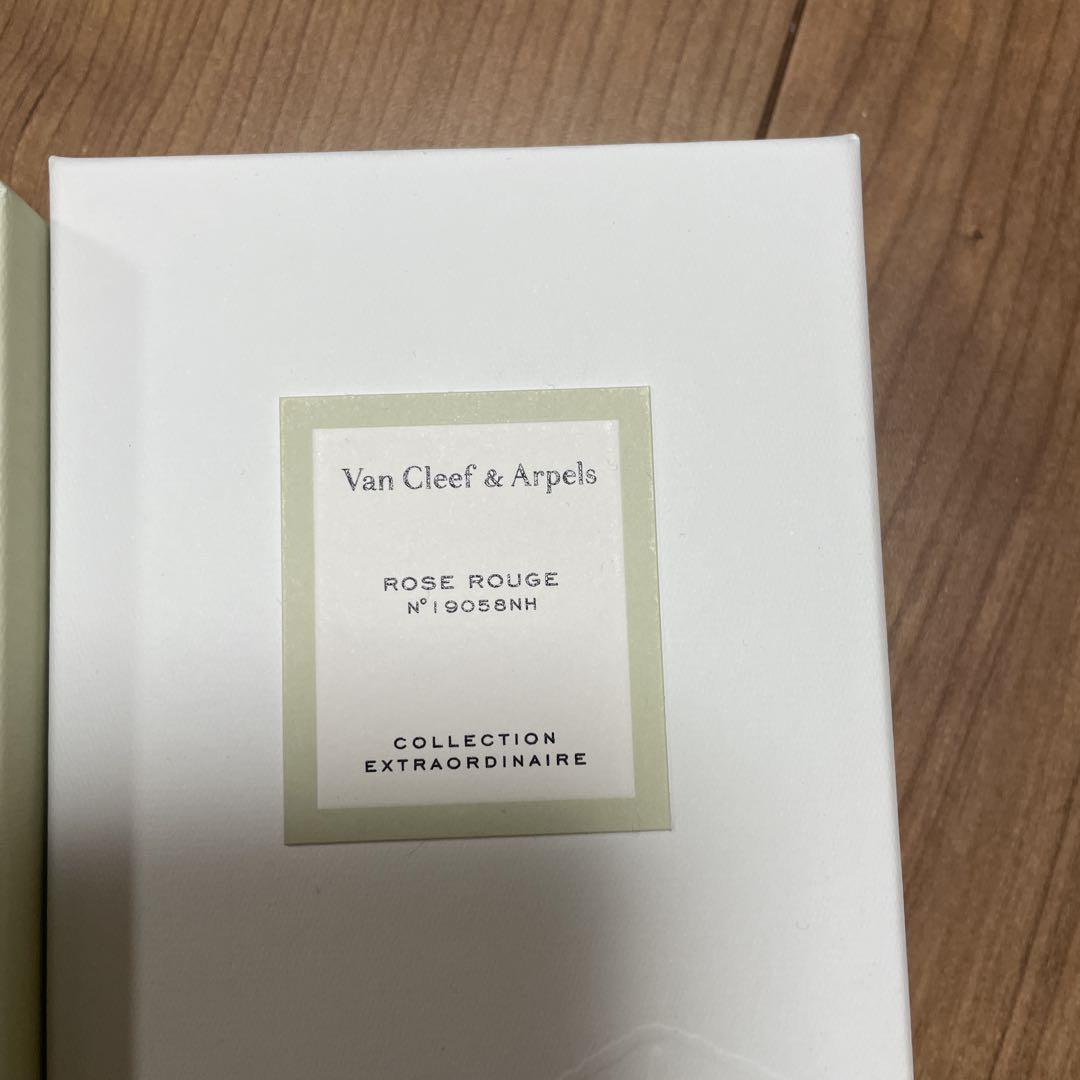 Van Cleef & Arpels
ROSE ROUGE
N° 19058NH
COLLECTION
EXTRAORDINAIRE